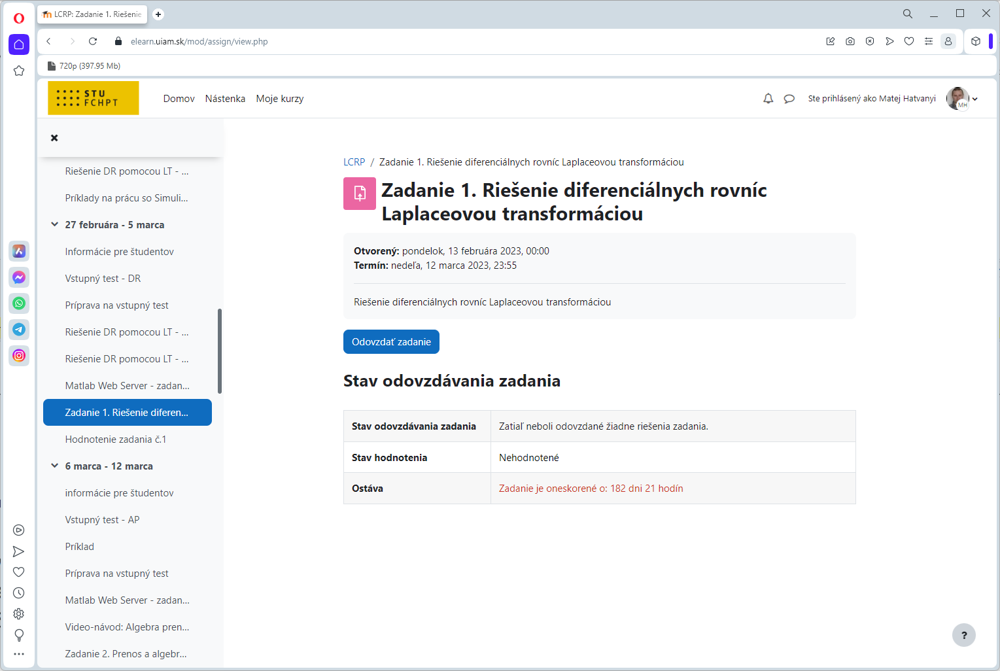 LCRP: Zadanie 1. Riešenie
elearn.uiam.sk/mod/assign/view.php
720p (397.95 Mb)
STU
FCHPT
Domov Nástenka Moje kurzy
Ste prihlásený ako Matej Hatvanyi
MH
Riešenie DR pomocou LT - ...
Príklady na prácu so Simuli...
27 februára - 5 marca
Informácie pre študentov
Vstupný test - DR
Príprava na vstupný test
Riešenie DR pomocou LT - ...
Riešenie DR pomocou LT - ...
Matlab Web Server - zadan...
Zadanie 1. Riešenie diferen...
Hodnotenie zadania č.1
6 marca - 12 marca
informácie pre študentov
Vstupný test - AP
Príklad
Príprava na vstupný test
Matlab Web Server - zadan...
Video-návod: Algebra pren...
Zadanie 2. Prenos a algebr...
LCRP / Zadanie 1. Riešenie diferenciálnych rovníc Laplaceovou transformáciou
Zadanie 1. Riešenie diferenciálnych rovníc
Laplaceovou transformáciou
Otvorený: pondelok, 13 februára 2023, 00:00
Termín: nedeľa, 12 marca 2023, 23:55
Riešenie diferenciálnych rovníc Laplaceovou transformáciou
Odovzdať zadanie
Stav odovzdávania zadania
Stav odovzdávania zadania Zatiaľ neboli odovzdané žiadne riešenia zadania.
Stav hodnotenia Nehodnotené
Ostáva Zadanie je oneskorené o: 182 dni 21 hodín
?